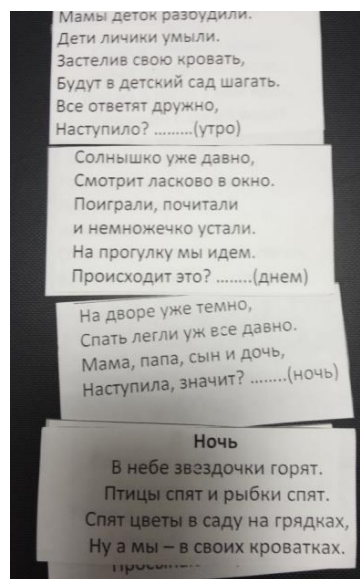 Мамы деток разбудили.
Дети личики умыли.
Застелив свою кровать,
Будут в детский сад шагать.
Все ответят дружно,
Наступило? .........(утро)
Солнышко уже давно,
Смотрит ласково в окно.
Поиграли, почитали
и немножечко устали.
На прогулку мы идем.
Происходит это? ........(днем)
На дворе уже темно,
Спать легли уж все давно.
Мама, папа, сын и дочь,
Наступила, значит? ........(ночь)
Ночь
В небе звездочки горят.
Птицы спят и рыбки спят.
Спят цветы в саду на грядках,
Ну а мы – в своих кроватках.